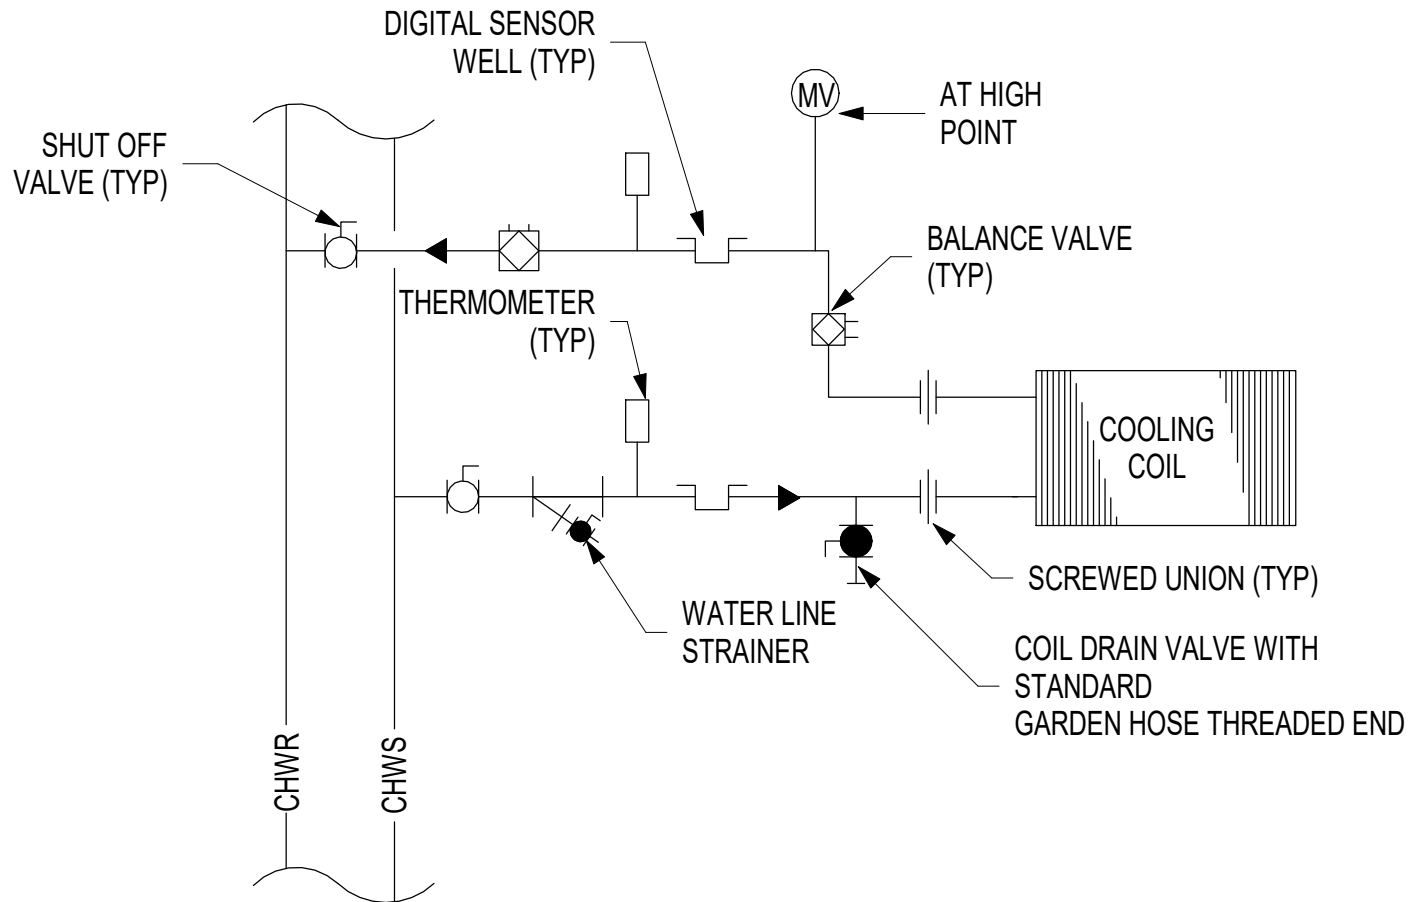 DIGITAL SENSOR
WELL (TYP)
MV
AT HIGH
POINT
SHUT OFF
VALVE (TYP)
BALANCE VALVE
(TYP)
THERMOMETER
(TYP)
COOLING
COIL
SCREWED UNION (TYP)
WATER LINE
STRAINER
COIL DRAIN VALVE WITH
STANDARD
GARDEN HOSE THREADED END
CHWR
CHWS